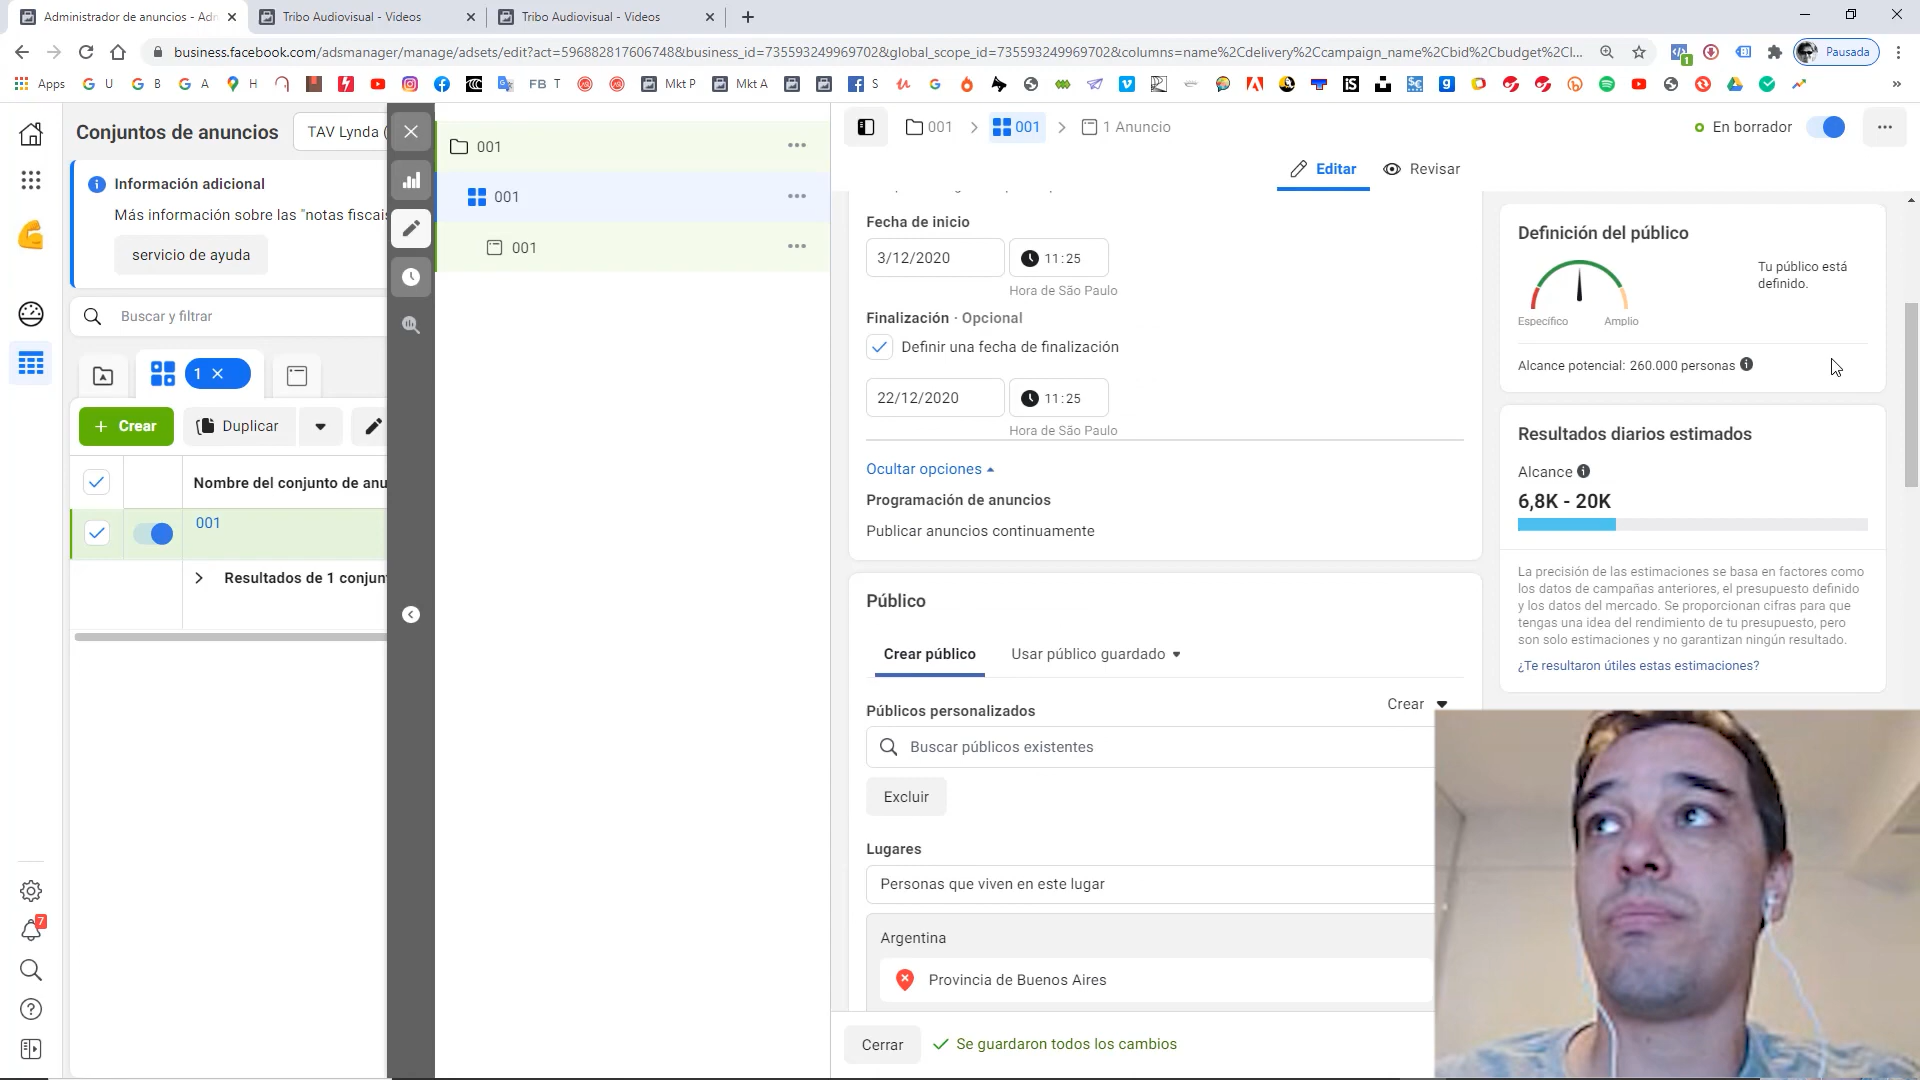 Administrador de anuncios - Adm
Tribo Audiovisual - Videos
Tribo Audiovisual - Videos
business.facebook.com/adsmanager/manage/adsets/edit?act=596882817606748&business_id=735593249969702&global_scope_id=735593249969702&columns=name%2Cdelivery%2Ccampaign_name%2Cbid%2Cbudget%2Cl...
Pausada
Apps
U
B
A
H
FB T
Mkt P
Mkt A
S
Conjuntos de anuncios
TAV Lynda (
Información adicional
Más información sobre las "notas fiscais
servicio de ayuda
Buscar y filtrar
1
Crear
Duplicar
Nombre del conjunto de anu
001
Resultados de 1 conjunt
7
001
001
001
001
001
1 Anuncio
En borrador
Editar
Revisar
Fecha de inicio
3/12/2020
11:25
Hora de São Paulo
Finalización · Opcional
Definir una fecha de finalización
22/12/2020
11:25
Hora de São Paulo
Ocultar opciones
Programación de anuncios
Publicar anuncios continuamente
Público
Crear público
Usar público guardado
Públicos personalizados
Crear
Buscar públicos existentes
Excluir
Lugares
Personas que viven en este lugar
Argentina
Provincia de Buenos Aires
Cerrar
Se guardaron todos los cambios
Definición del público
Tu público está
definido.
Específico
Amplio
Alcance potencial: 260.000 personas
Resultados diarios estimados
Alcance
6,8K - 20K
La precisión de las estimaciones se basa en factores como
los datos de campañas anteriores, el presupuesto definido
y los datos del mercado. Se proporcionan cifras para que
tengas una idea del rendimiento de tu presupuesto, pero
son solo estimaciones y no garantizan ningún resultado.
¿Te resultaron útiles estas estimaciones?